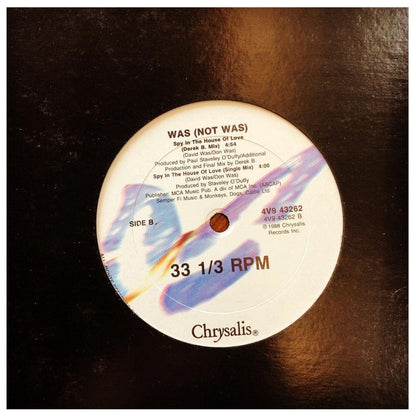 WAS (NOT WAS)
Spy In The House Of Love
(Derek B. Mix) 4:54
(David Was/Don Was)
Produced by Paul Staveley O'Duffy/Additional
Production and Final Mix by Derek B.
Spy In The House Of Love (Single Mix) 4:00
(David Was/Don Was)
Produced by Staveley O'Duffy
Publisher: MCA Music Pub. A div of MCA Inc. (ASCAP)
Semper Fi Music & Monkeys, Dogs, Cattle Ltd.
SIDE B
4V9 43262
4V9 43262 B
℗ 1988 Chrysalis
Records Inc.
33 1/3 RPM
Chrysalis®